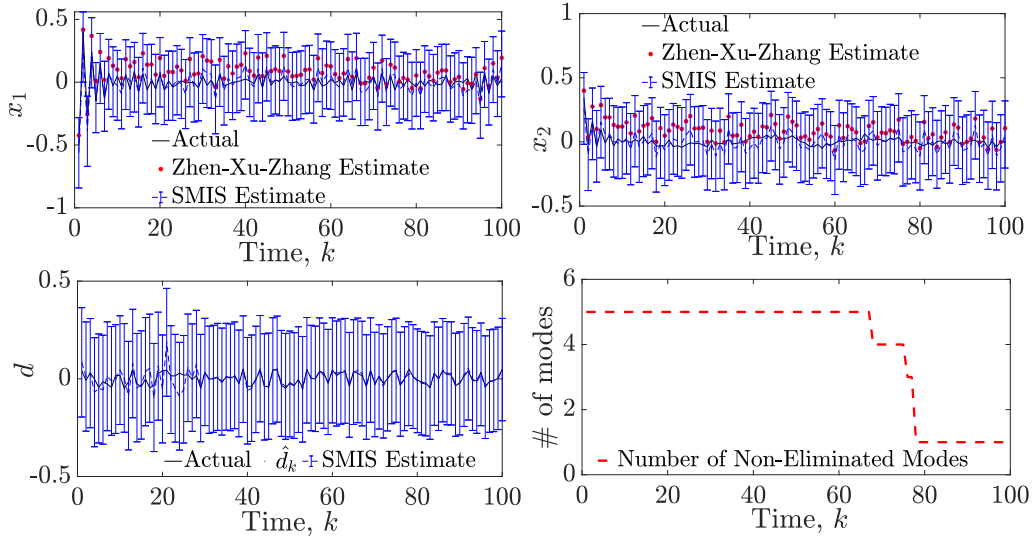 0.5
0
-0.5
-1
x1
Actual
Zhen-Xu-Zhang Estimate
SMIS Estimate
0 20 40 60 80 100
Time, k
1
0.5
0
-0.5
x2
Actual
Zhen-Xu-Zhang Estimate
SMIS Estimate
0 20 40 60 80 100
Time, k
0.5
0
-0.5
d
Actual d̂k SMIS Estimate
0 20 40 60 80 100
Time, k
6
4
2
0
# of modes
Number of Non-Eliminated Modes
0 20 40 60 80 100
Time, k